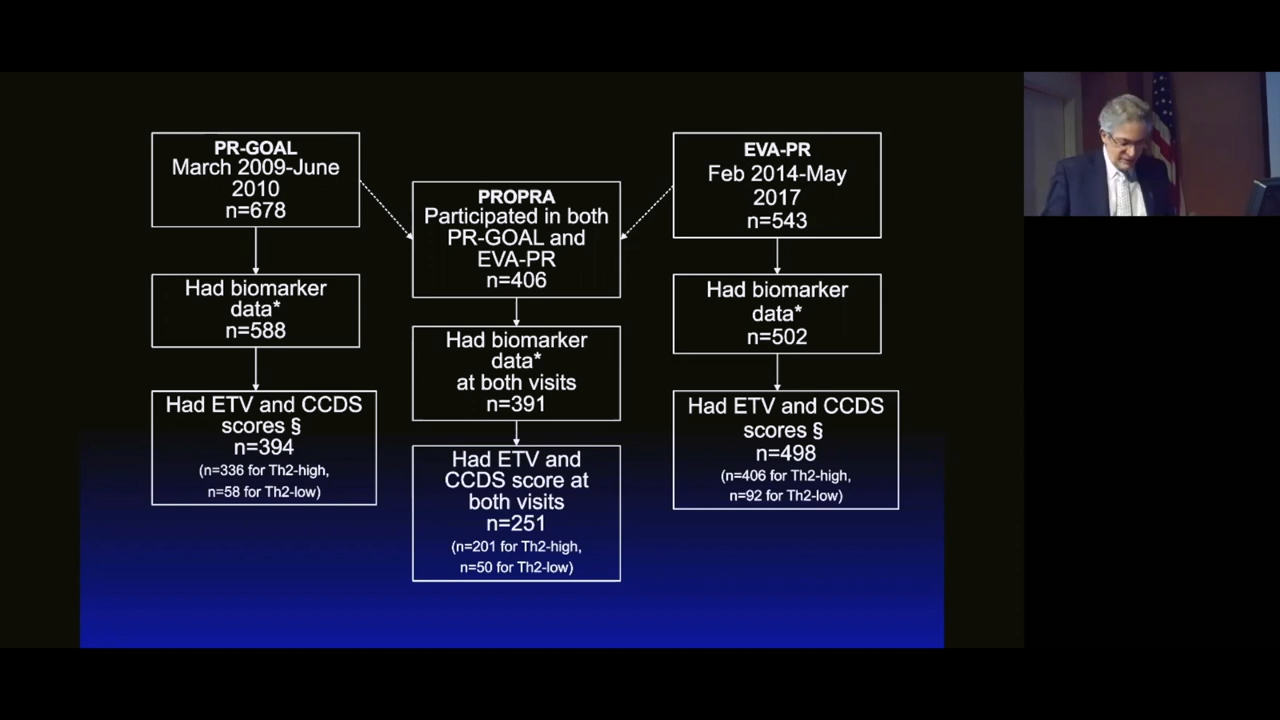 PR-GOAL
March 2009-June
2010
n=678
Had biomarker
data*
n=588
Had ETV and CCDS
scores §
n=394
(n=336 for Th2-high,
n=58 for Th2-low)
PROPRA
Participated in both
PR-GOAL and
EVA-PR
n=406
Had biomarker
data*
at both visits
n=391
Had ETV and
CCDS score at
both visits
n=251
(n=201 for Th2-high,
n=50 for Th2-low)
EVA-PR
Feb 2014-May
2017
n=543
Had biomarker
data*
n=502
Had ETV and CCDS
scores §
n=498
(n=406 for Th2-high,
n=92 for Th2-low)